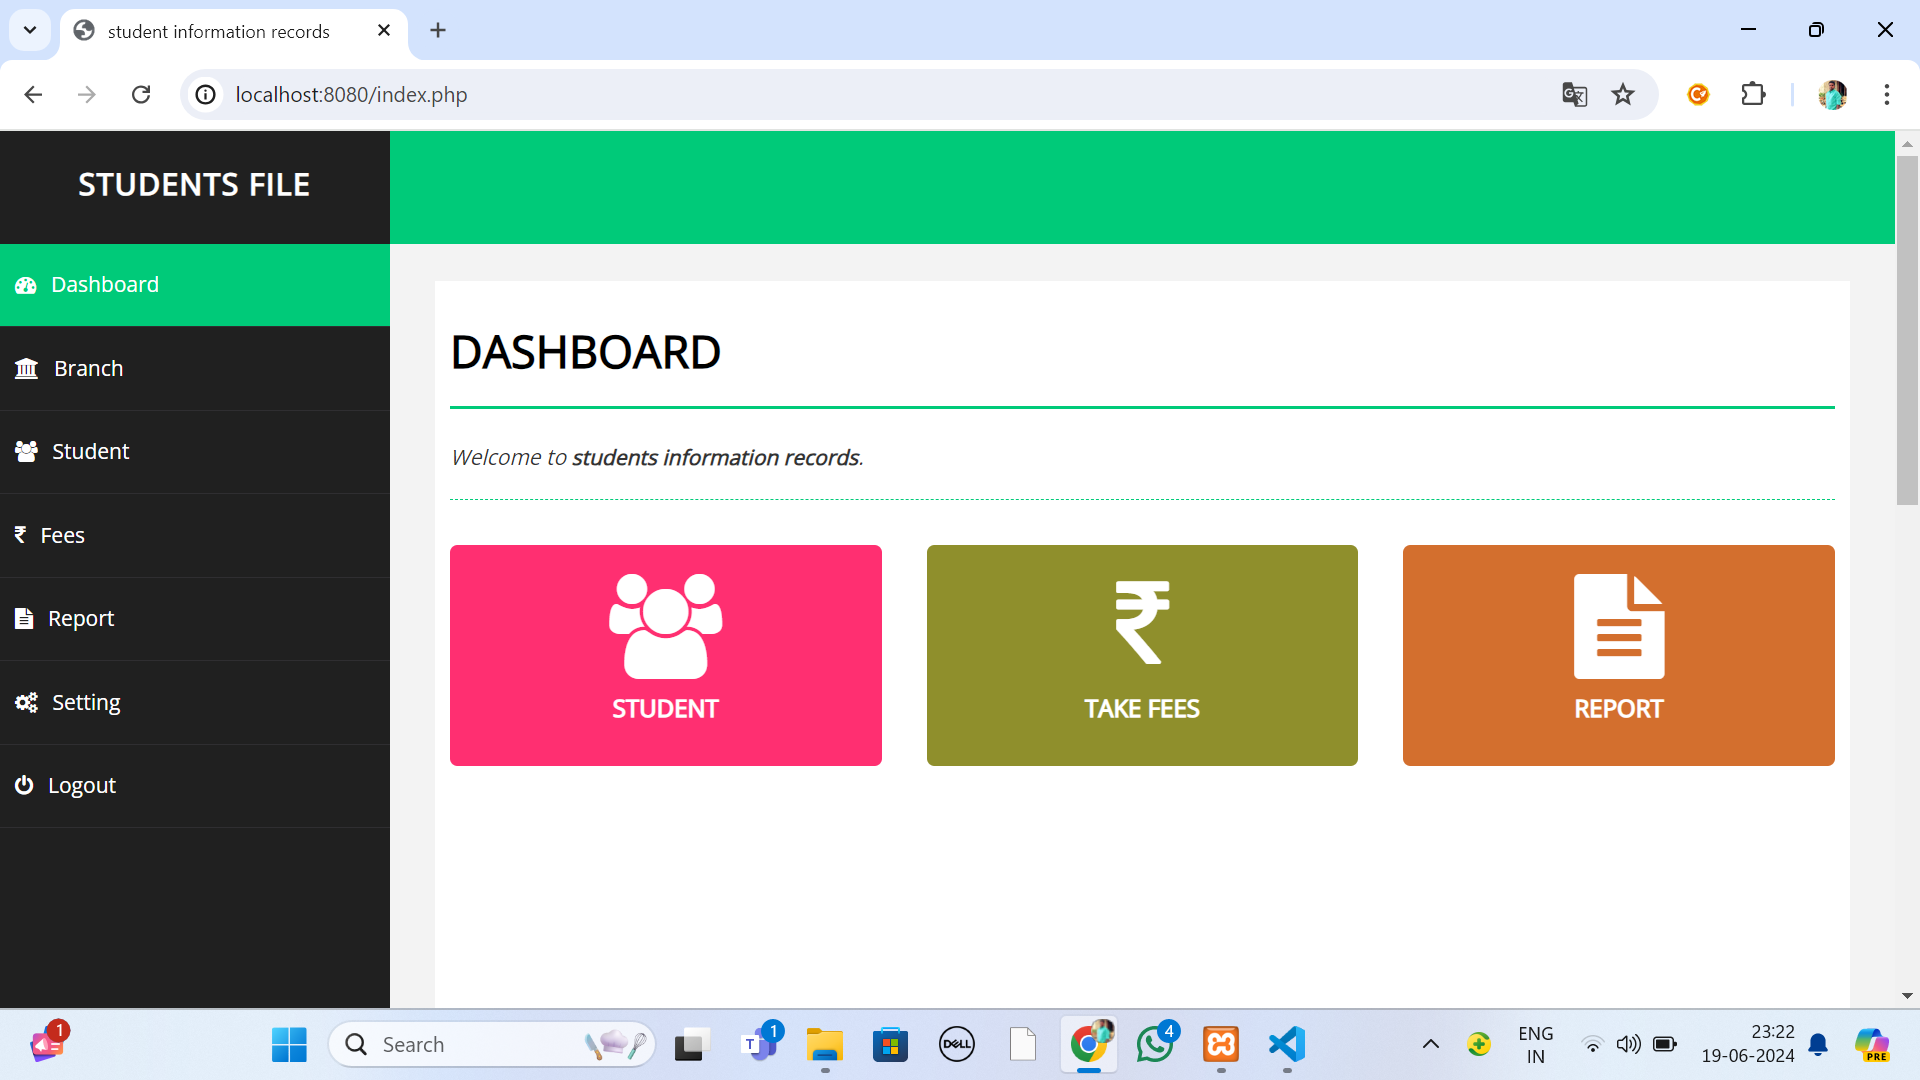 student information records
localhost:8080/index.php
STUDENTS FILE
Dashboard
Branch
Student
₹ Fees
Report
Setting
Logout
DASHBOARD
Welcome to students information records.
STUDENT
₹
TAKE FEES
REPORT
1
Search
T
1
DELL
4
ENG
IN
23:22
19-06-2024
PRE